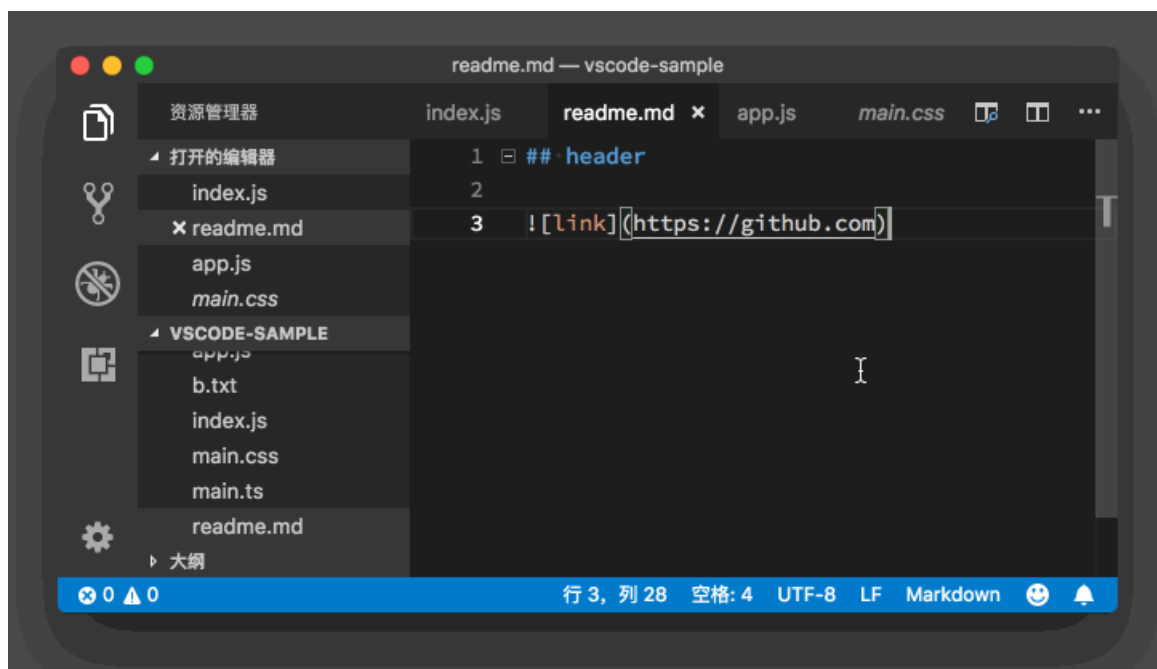 readme.md — vscode-sample
资源管理器
index.js readme.md × app.js main.css
打开的编辑器
index.js
readme.md
app.js
main.css
VSCODE-SAMPLE
app.js
b.txt
index.js
main.css
main.ts
readme.md
大纲
1 ## header
2
3 ![link](https://github.com)
0 0 行 3，列 28 空格: 4 UTF-8 LF Markdown